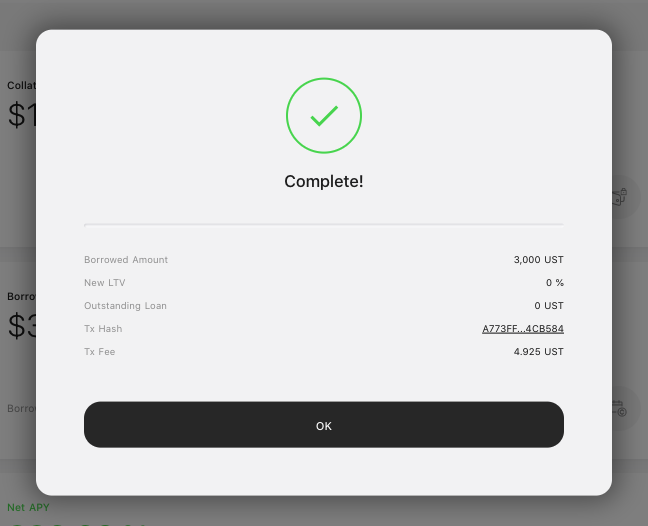 Collat
$1
Complete!
Borrowed Amount 3,000 UST
New LTV 0 %
Outstanding Loan 0 UST
Tx Hash A773FF...4CB584
Tx Fee 4.925 UST
Borro
$3
Borrow
OK
Net APY